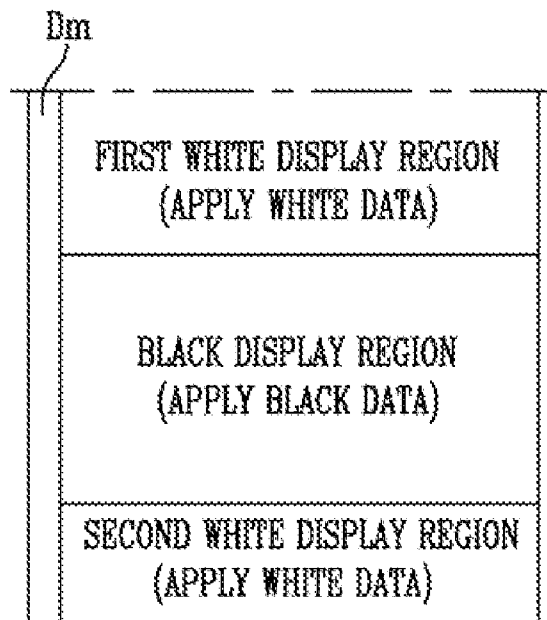 Dm
FIRST WHITE DISPLAY REGION
(APPLY WHITE DATA)
BLACK DISPLAY REGION
(APPLY BLACK DATA)
SECOND WHITE DISPLAY REGION
(APPLY WHITE DATA)